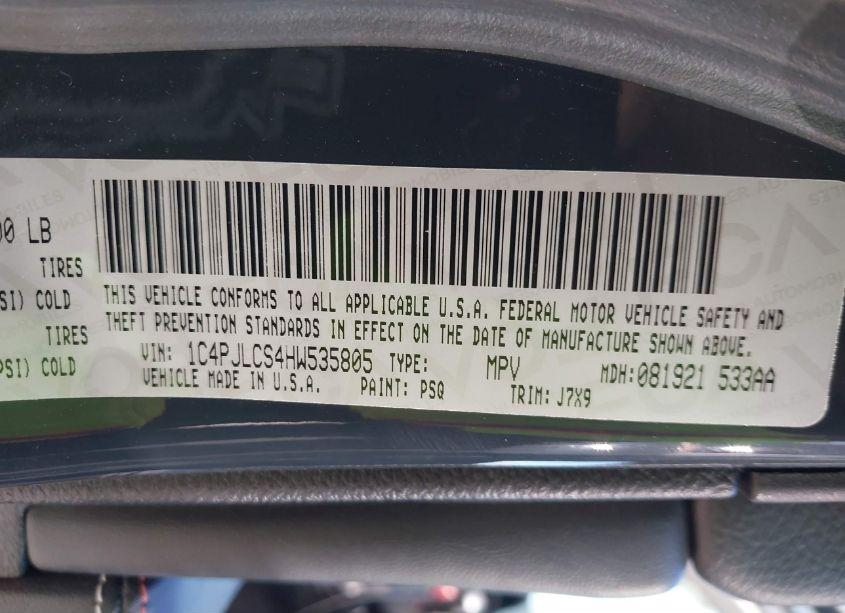 00 LB
TIRES
SI) COLD
TIRES
PSI) COLD
THIS VEHICLE CONFORMS TO ALL APPLICABLE U.S.A. FEDERAL MOTOR VEHICLE SAFETY AND
THEFT PREVENTION STANDARDS IN EFFECT ON THE DATE OF MANUFACTURE SHOWN ABOVE.
VIN: 1C4PJLCS4HW535805 TYPE: MPV MDH:081921 533AA
VEHICLE MADE IN U.S.A. PAINT: PSQ TRIM: J7X9